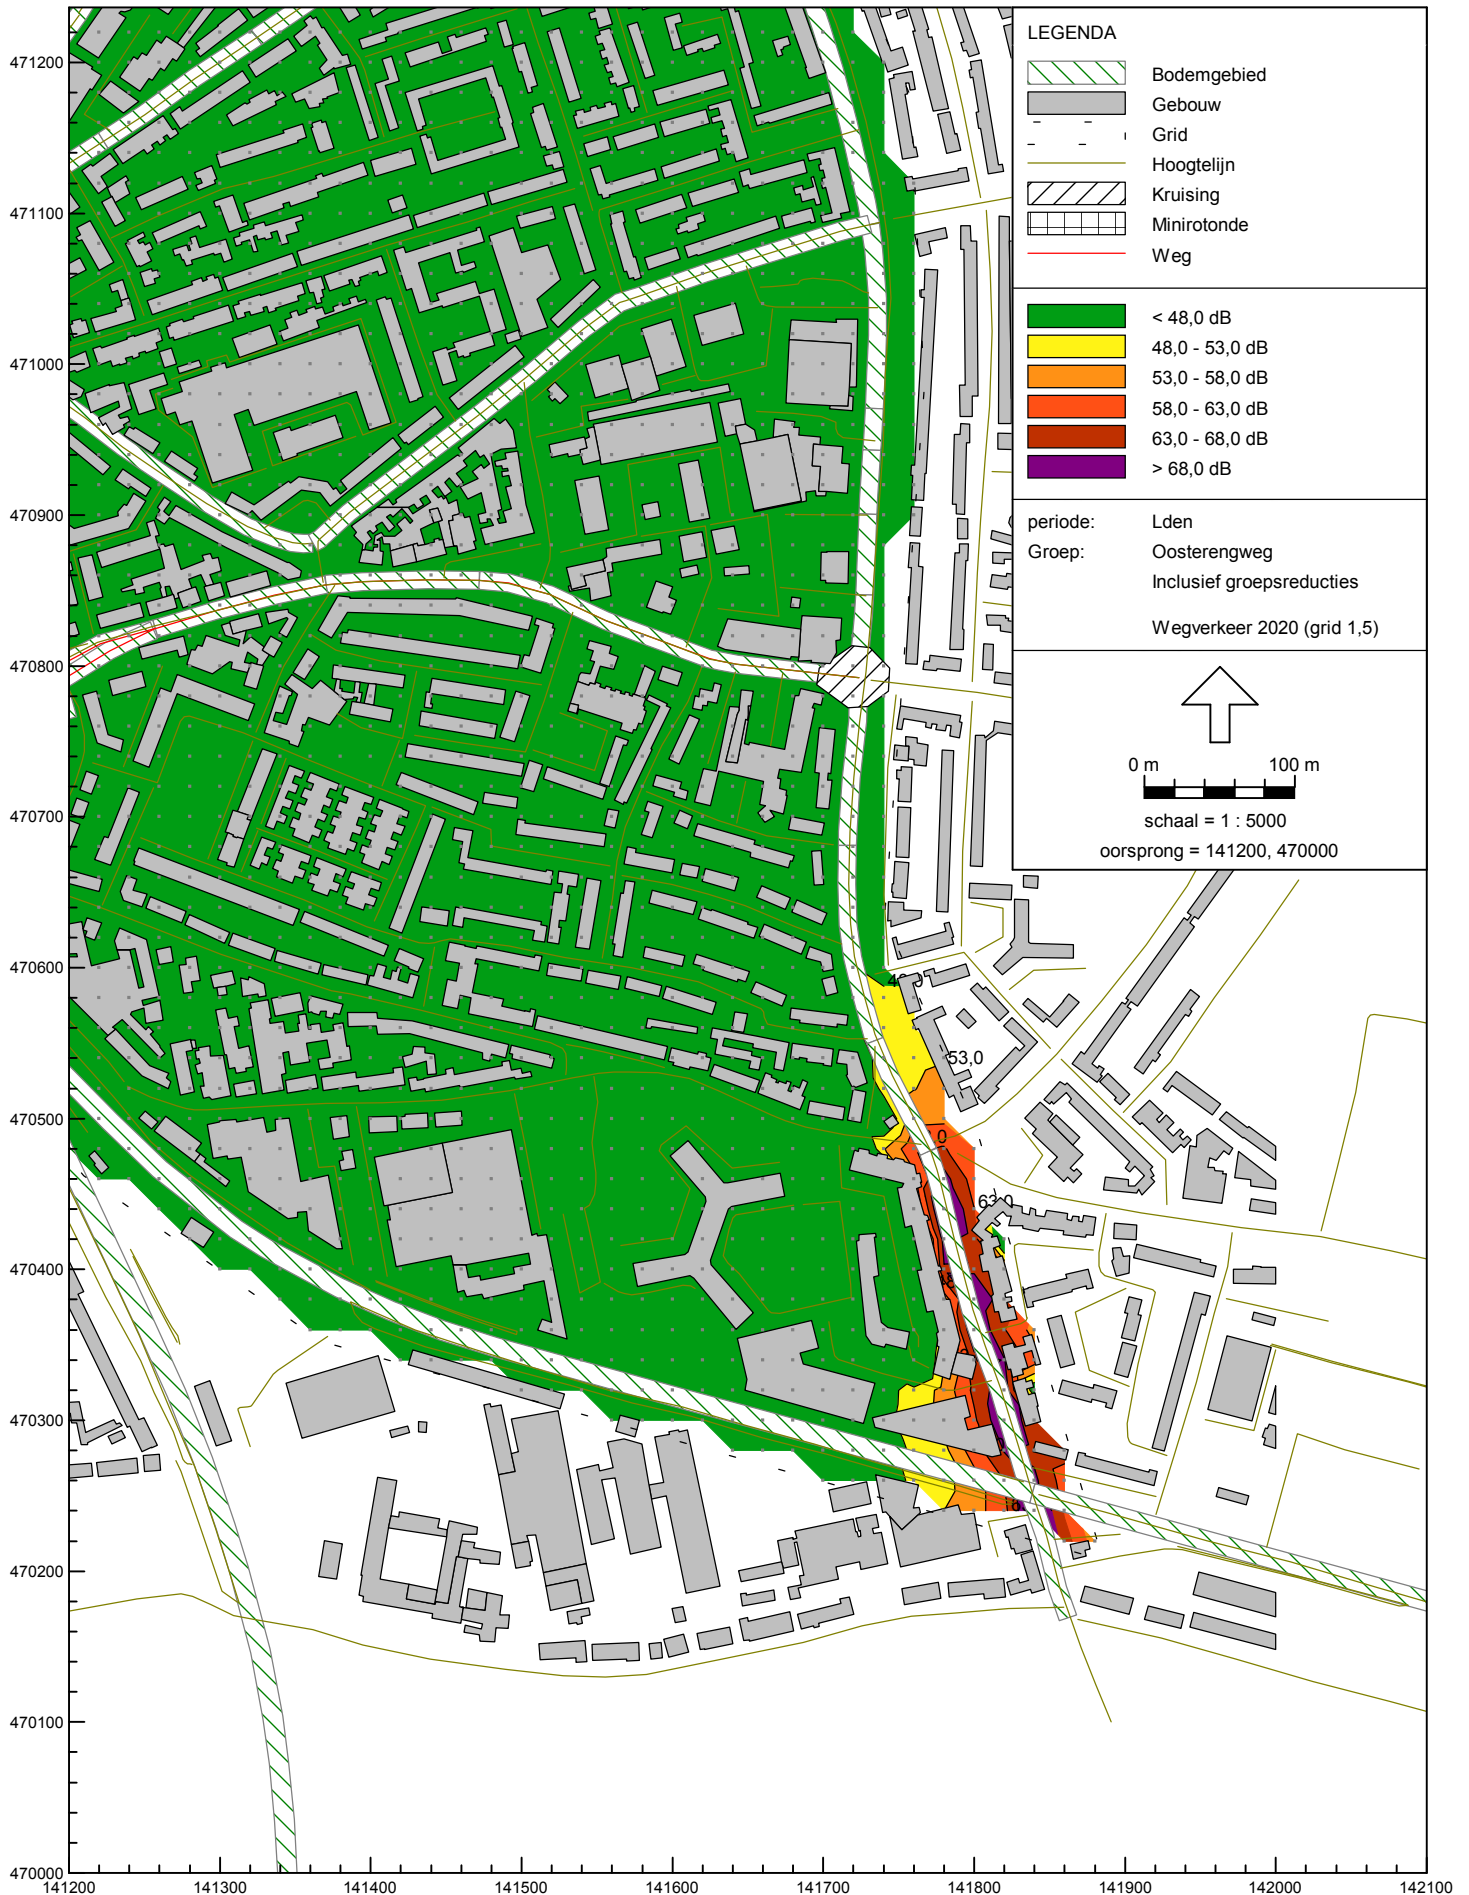 LEGENDA
Bodemgebied
Gebouw
Grid
Hoogtelijn
Kruising
Minirotonde
Weg
< 48,0 dB
48,0 - 53,0 dB
53,0 - 58,0 dB
58,0 - 63,0 dB
63,0 - 68,0 dB
> 68,0 dB
periode: Lden
Groep: Oosterengweg
Inclusief groepsreducties
Wegverkeer 2020 (grid 1,5)
0 m 100 m
schaal = 1 : 5000
oorsprong = 141200, 470000
471200
471100
471000
470900
470800
470700
470600
53,0
470500
63,0
470400
470300
470200
470100
470000
141200 141300 141400 141500 141600 141700 141800 141900 142000 142100